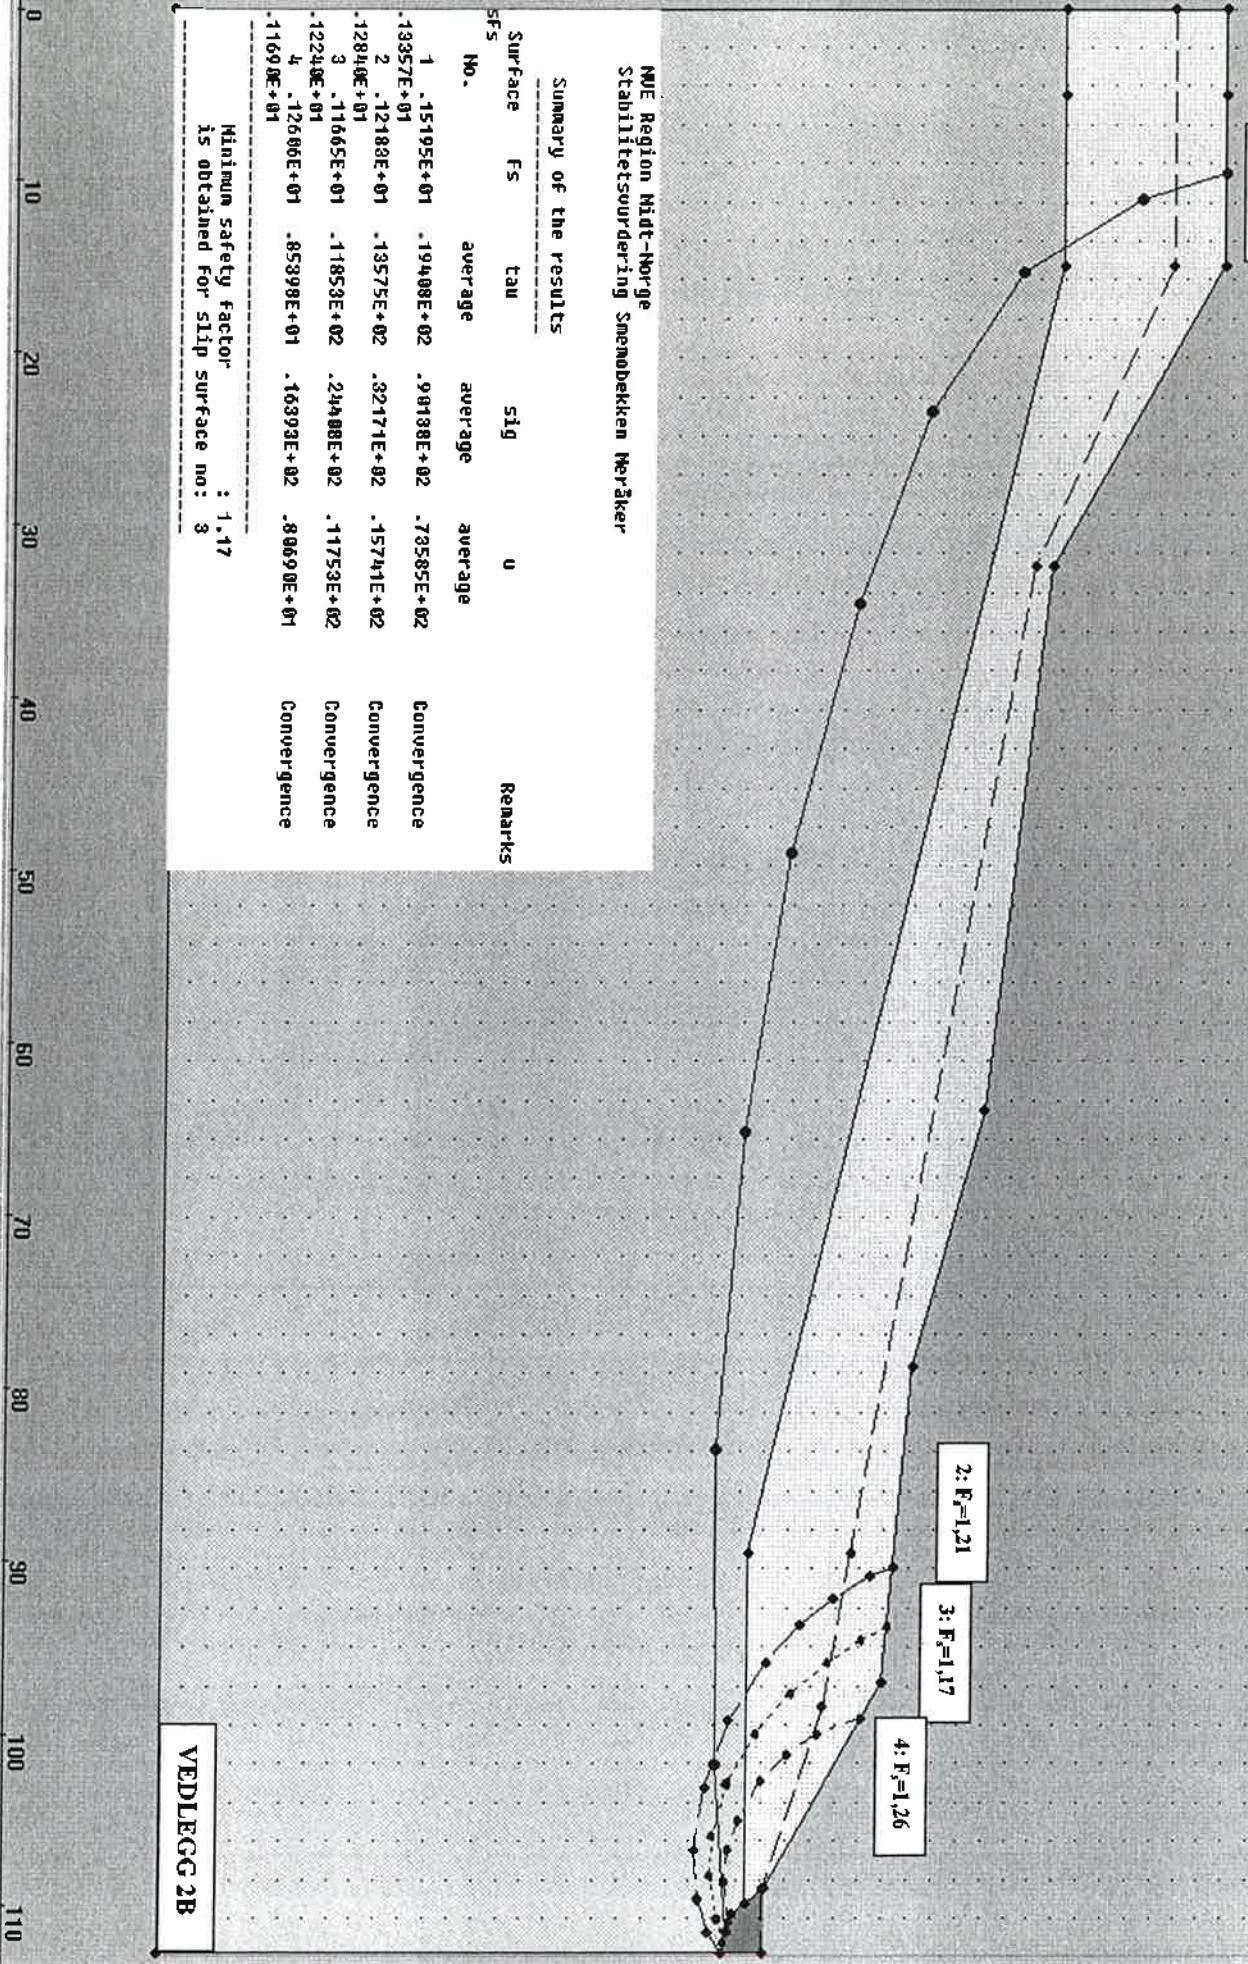 NVE Region Midt-Norge
Stabilitetsvurdering Smemobekken Meråker
Summary of the results
----------------------
Surface Fs tau sig u Remarks
sFs
No. average average average
1 .15195E+01 .19408E+02 .90188E+02 .73585E+02 Convergence
.13357E+01
2 .12183E+01 .13575E+02 .32171E+02 .15741E+02 Convergence
.12840E+01
3 .11665E+01 .11853E+02 .24408E+02 .11753E+02 Convergence
.12240E+01
4 .12606E+01 .85898E+01 .16393E+02 .80690E+01 Convergence
.11690E+01
Minimum safety factor : 1.17
is obtained for slip surface no: 3
2: Fs=1,21
3: Fs=1,17
4: Fs=1,26
0 10 20 30 40 50 60 70 80 90 100 110
VEDLEGG 2B